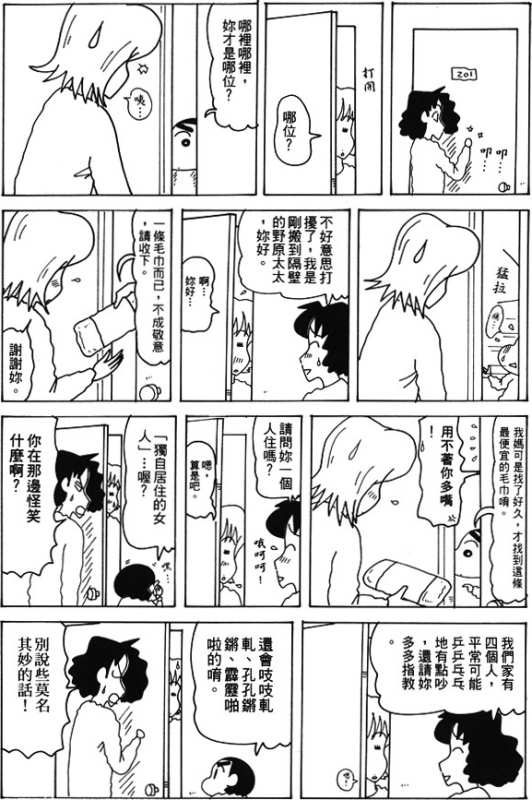 201
叩…
叩…
打開
哪位?
哪裡哪裡,
妳才是哪位?
咦…
猛拉
不好意思打
擾了,我是
剛搬到隔壁
的野原太太
,妳好。
啊…
妳好…
一條毛巾而已,不成敬意
,請收下。
謝謝妳。
我媽可是找了好久,才找到這條
最便宜的毛巾唷。
用不著你多嘴
!
請問妳一個
人住嗎?
哦呵呵!
嗯,
算是吧。
「獨自居住的女
人」…喔?
嘿…
你在那邊怪笑
什麼啊?
我們家有
四個人,
平常可能
乒乒乓乓
地有點吵
,還請妳
多多指教
。
嗯…
還會吱吱軋
軋、孔孔鏘
鏘、霹靂啪
啦的唷。
別說些莫名
其妙的話!